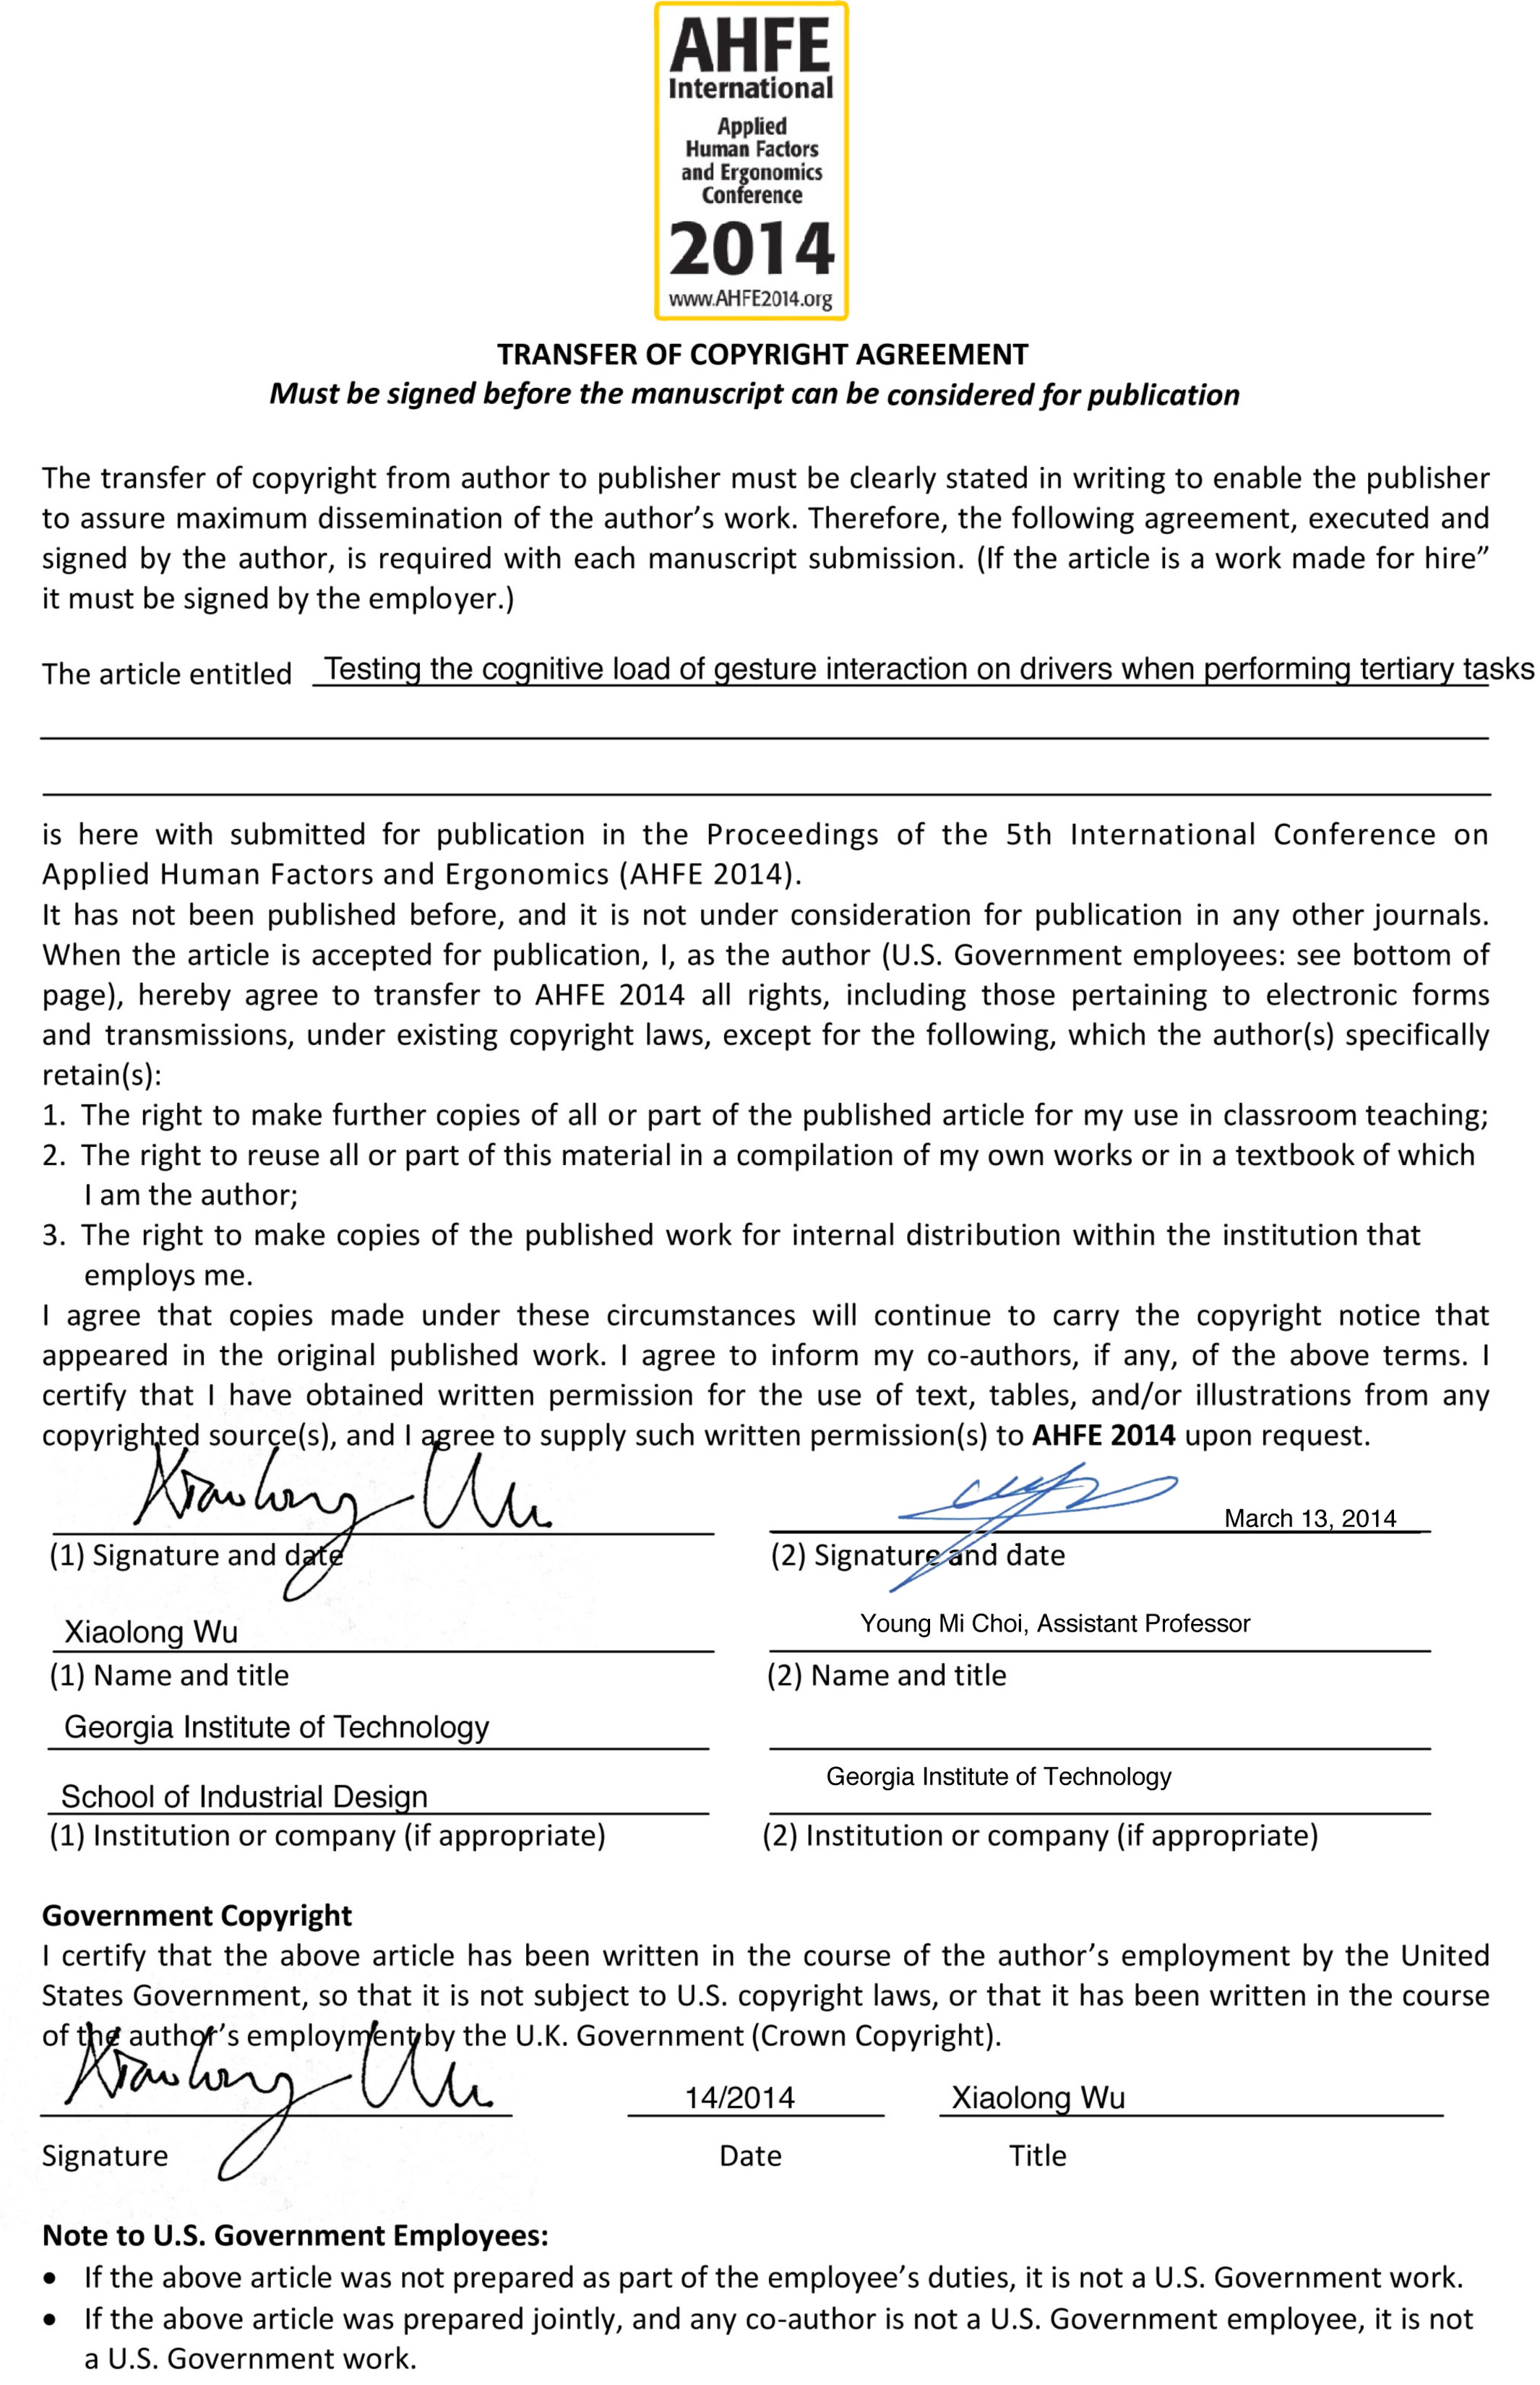 AHFE
International
Applied
Human Factors
and Ergonomics
Conference
2014
www.AHFE2014.org
TRANSFER OF COPYRIGHT AGREEMENT
Must be signed before the manuscript can be considered for publication
The transfer of copyright from author to publisher must be clearly stated in writing to enable the publisher
to assure maximum dissemination of the author's work. Therefore, the following agreement, executed and
signed by the author, is required with each manuscript submission. (If the article is a work made for hire”
it must be signed by the employer.)
The article entitled Testing the cognitive load of gesture interaction on drivers when performing tertiary tasks
is here with submitted for publication in the Proceedings of the 5th International Conference on
Applied Human Factors and Ergonomics (AHFE 2014).
It has not been published before, and it is not under consideration for publication in any other journals.
When the article is accepted for publication, I, as the author (U.S. Government employees: see bottom of
page), hereby agree to transfer to AHFE 2014 all rights, including those pertaining to electronic forms
and transmissions, under existing copyright laws, except for the following, which the author(s) specifically
retain(s):
1. The right to make further copies of all or part of the published article for my use in classroom teaching;
2. The right to reuse all or part of this material in a compilation of my own works or in a textbook of which
I am the author;
3. The right to make copies of the published work for internal distribution within the institution that
employs me.
I agree that copies made under these circumstances will continue to carry the copyright notice that
appeared in the original published work. I agree to inform my co-authors, if any, of the above terms. I
certify that I have obtained written permission for the use of text, tables, and/or illustrations from any
copyrighted source(s), and I agree to supply such written permission(s) to AHFE 2014 upon request.
Xiaolong Wu March 13, 2014
(1) Signature and date (2) Signature and date
Xiaolong Wu Young Mi Choi, Assistant Professor
(1) Name and title (2) Name and title
Georgia Institute of Technology
School of Industrial Design Georgia Institute of Technology
(1) Institution or company (if appropriate) (2) Institution or company (if appropriate)
Government Copyright
I certify that the above article has been written in the course of the author's employment by the United
States Government, so that it is not subject to U.S. copyright laws, or that it has been written in the course
of the author's employment by the U.K. Government (Crown Copyright).
Xiaolong Wu 14/2014 Xiaolong Wu
Signature Date Title
Note to U.S. Government Employees:
• If the above article was not prepared as part of the employee's duties, it is not a U.S. Government work.
• If the above article was prepared jointly, and any co-author is not a U.S. Government employee, it is not
a U.S. Government work.